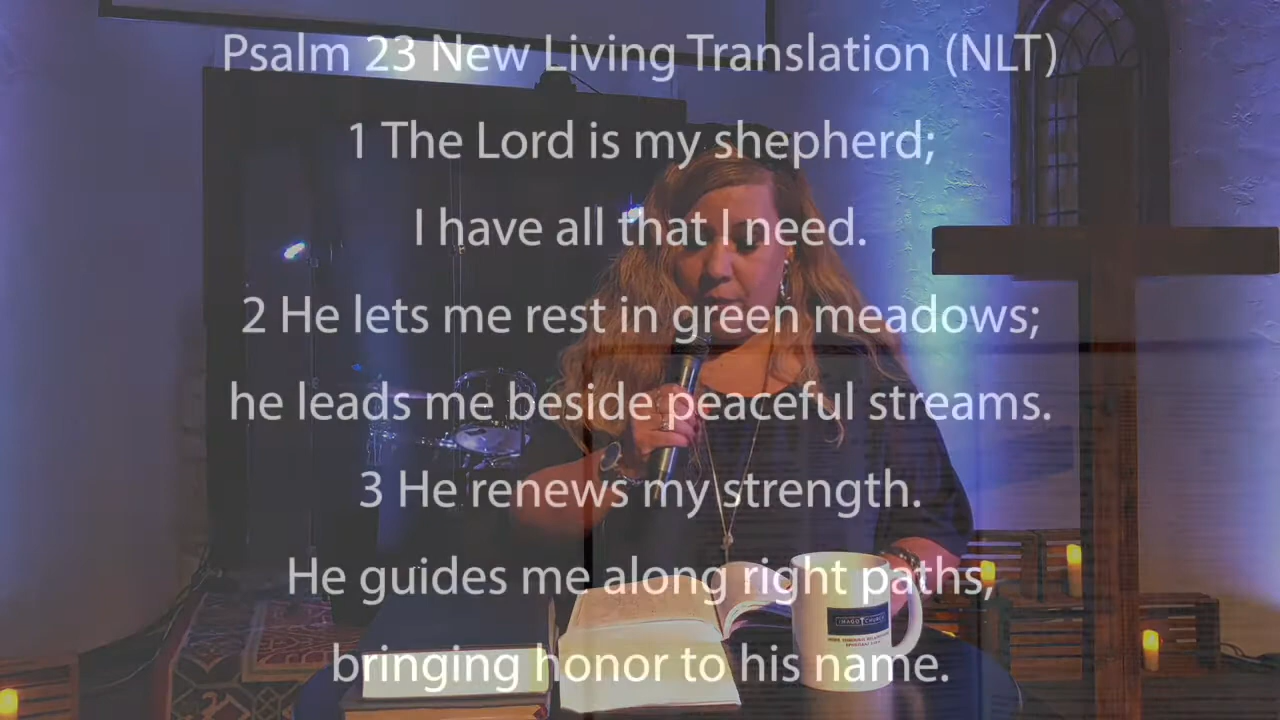 Psalm 23 New Living Translation (NLT)
1 The Lord is my shepherd;
I have all that I need.
2 He lets me rest in green meadows;
he leads me beside peaceful streams.
3 He renews my strength.
He guides me along right paths,
bringing honor to his name.
IMAGO CHURCH